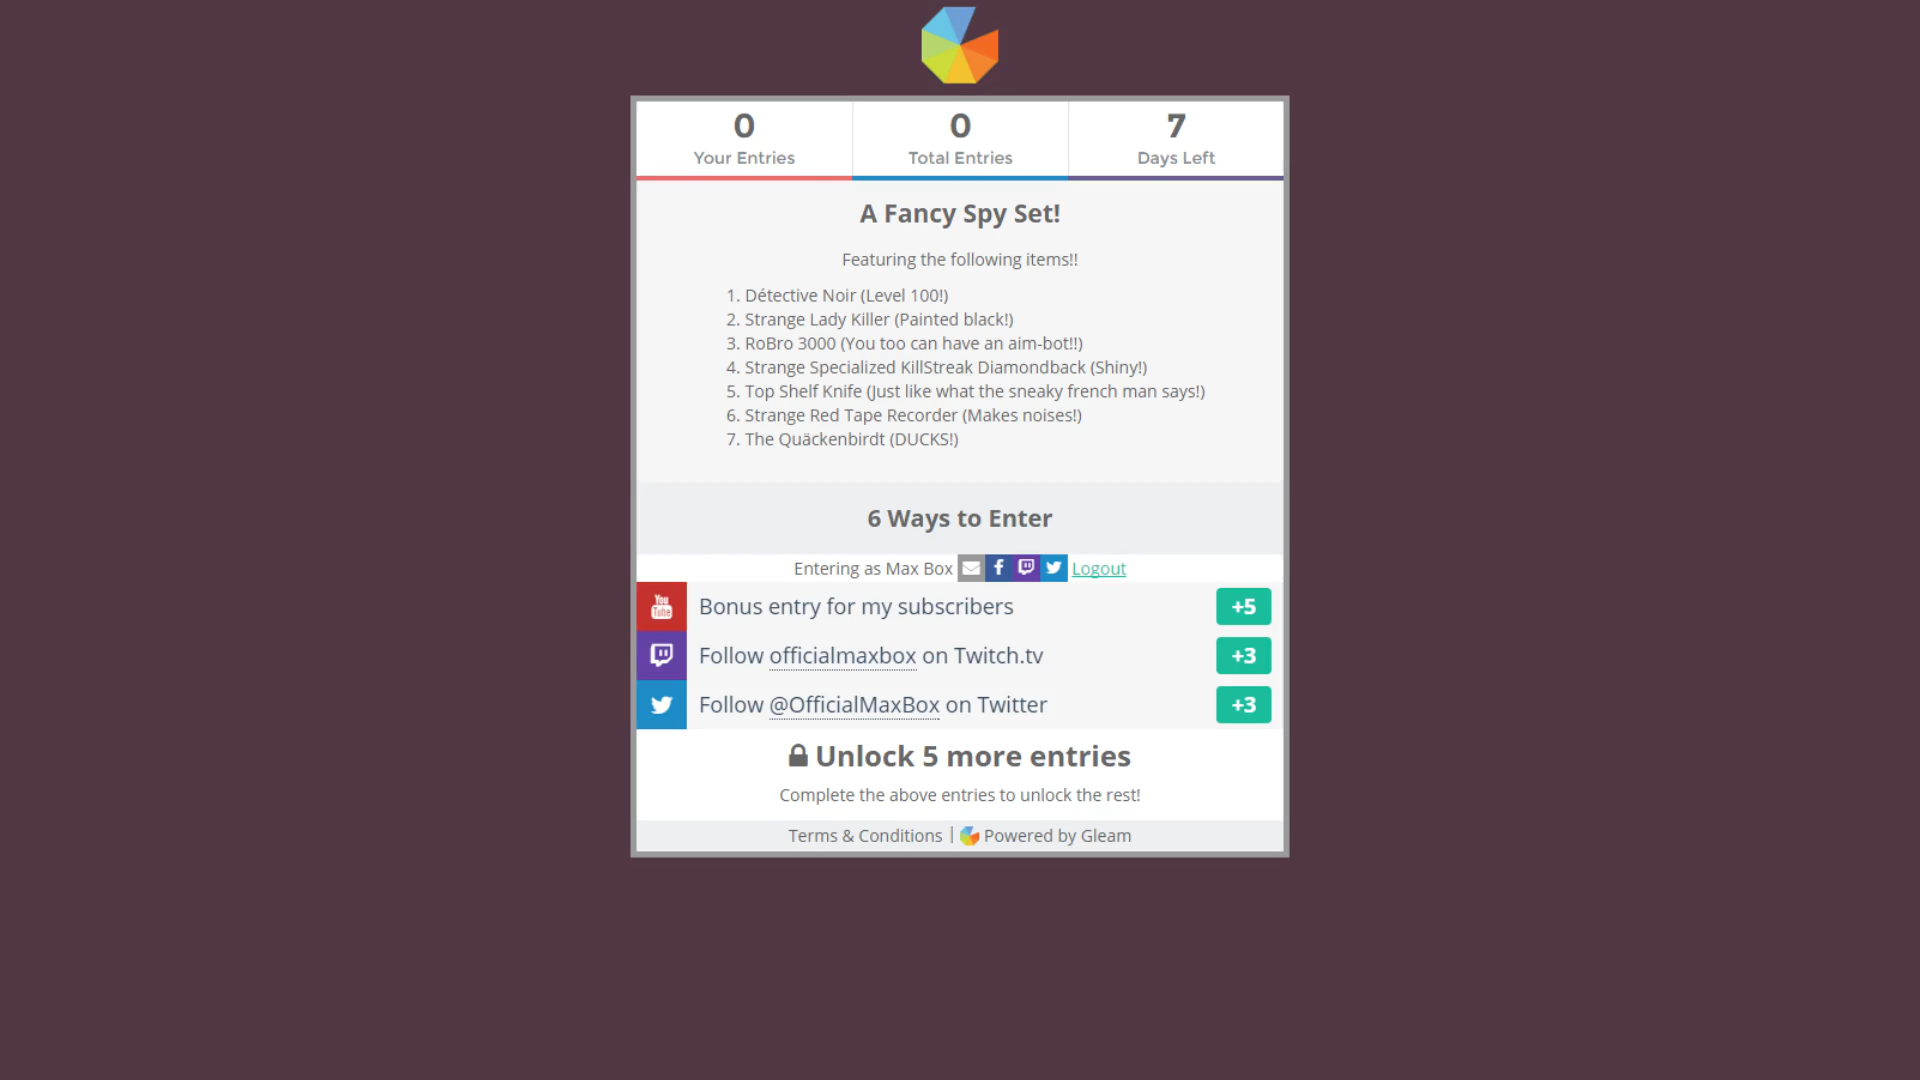 0 0 7
Your Entries Total Entries Days Left
A Fancy Spy Set!
Featuring the following items!!
1. Détective Noir (Level 100!)
2. Strange Lady Killer (Painted black!)
3. RoBro 3000 (You too can have an aim-bot!!)
4. Strange Specialized KillStreak Diamondback (Shiny!)
5. Top Shelf Knife (Just like what the sneaky french man says!)
6. Strange Red Tape Recorder (Makes noises!)
7. The Quäckenbirdt (DUCKS!)
6 Ways to Enter
Entering as Max Box Logout
You Tube Bonus entry for my subscribers +5
Follow officialmaxbox on Twitch.tv +3
Follow @OfficialMaxBox on Twitter +3
Unlock 5 more entries
Complete the above entries to unlock the rest!
Terms & Conditions | Powered by Gleam